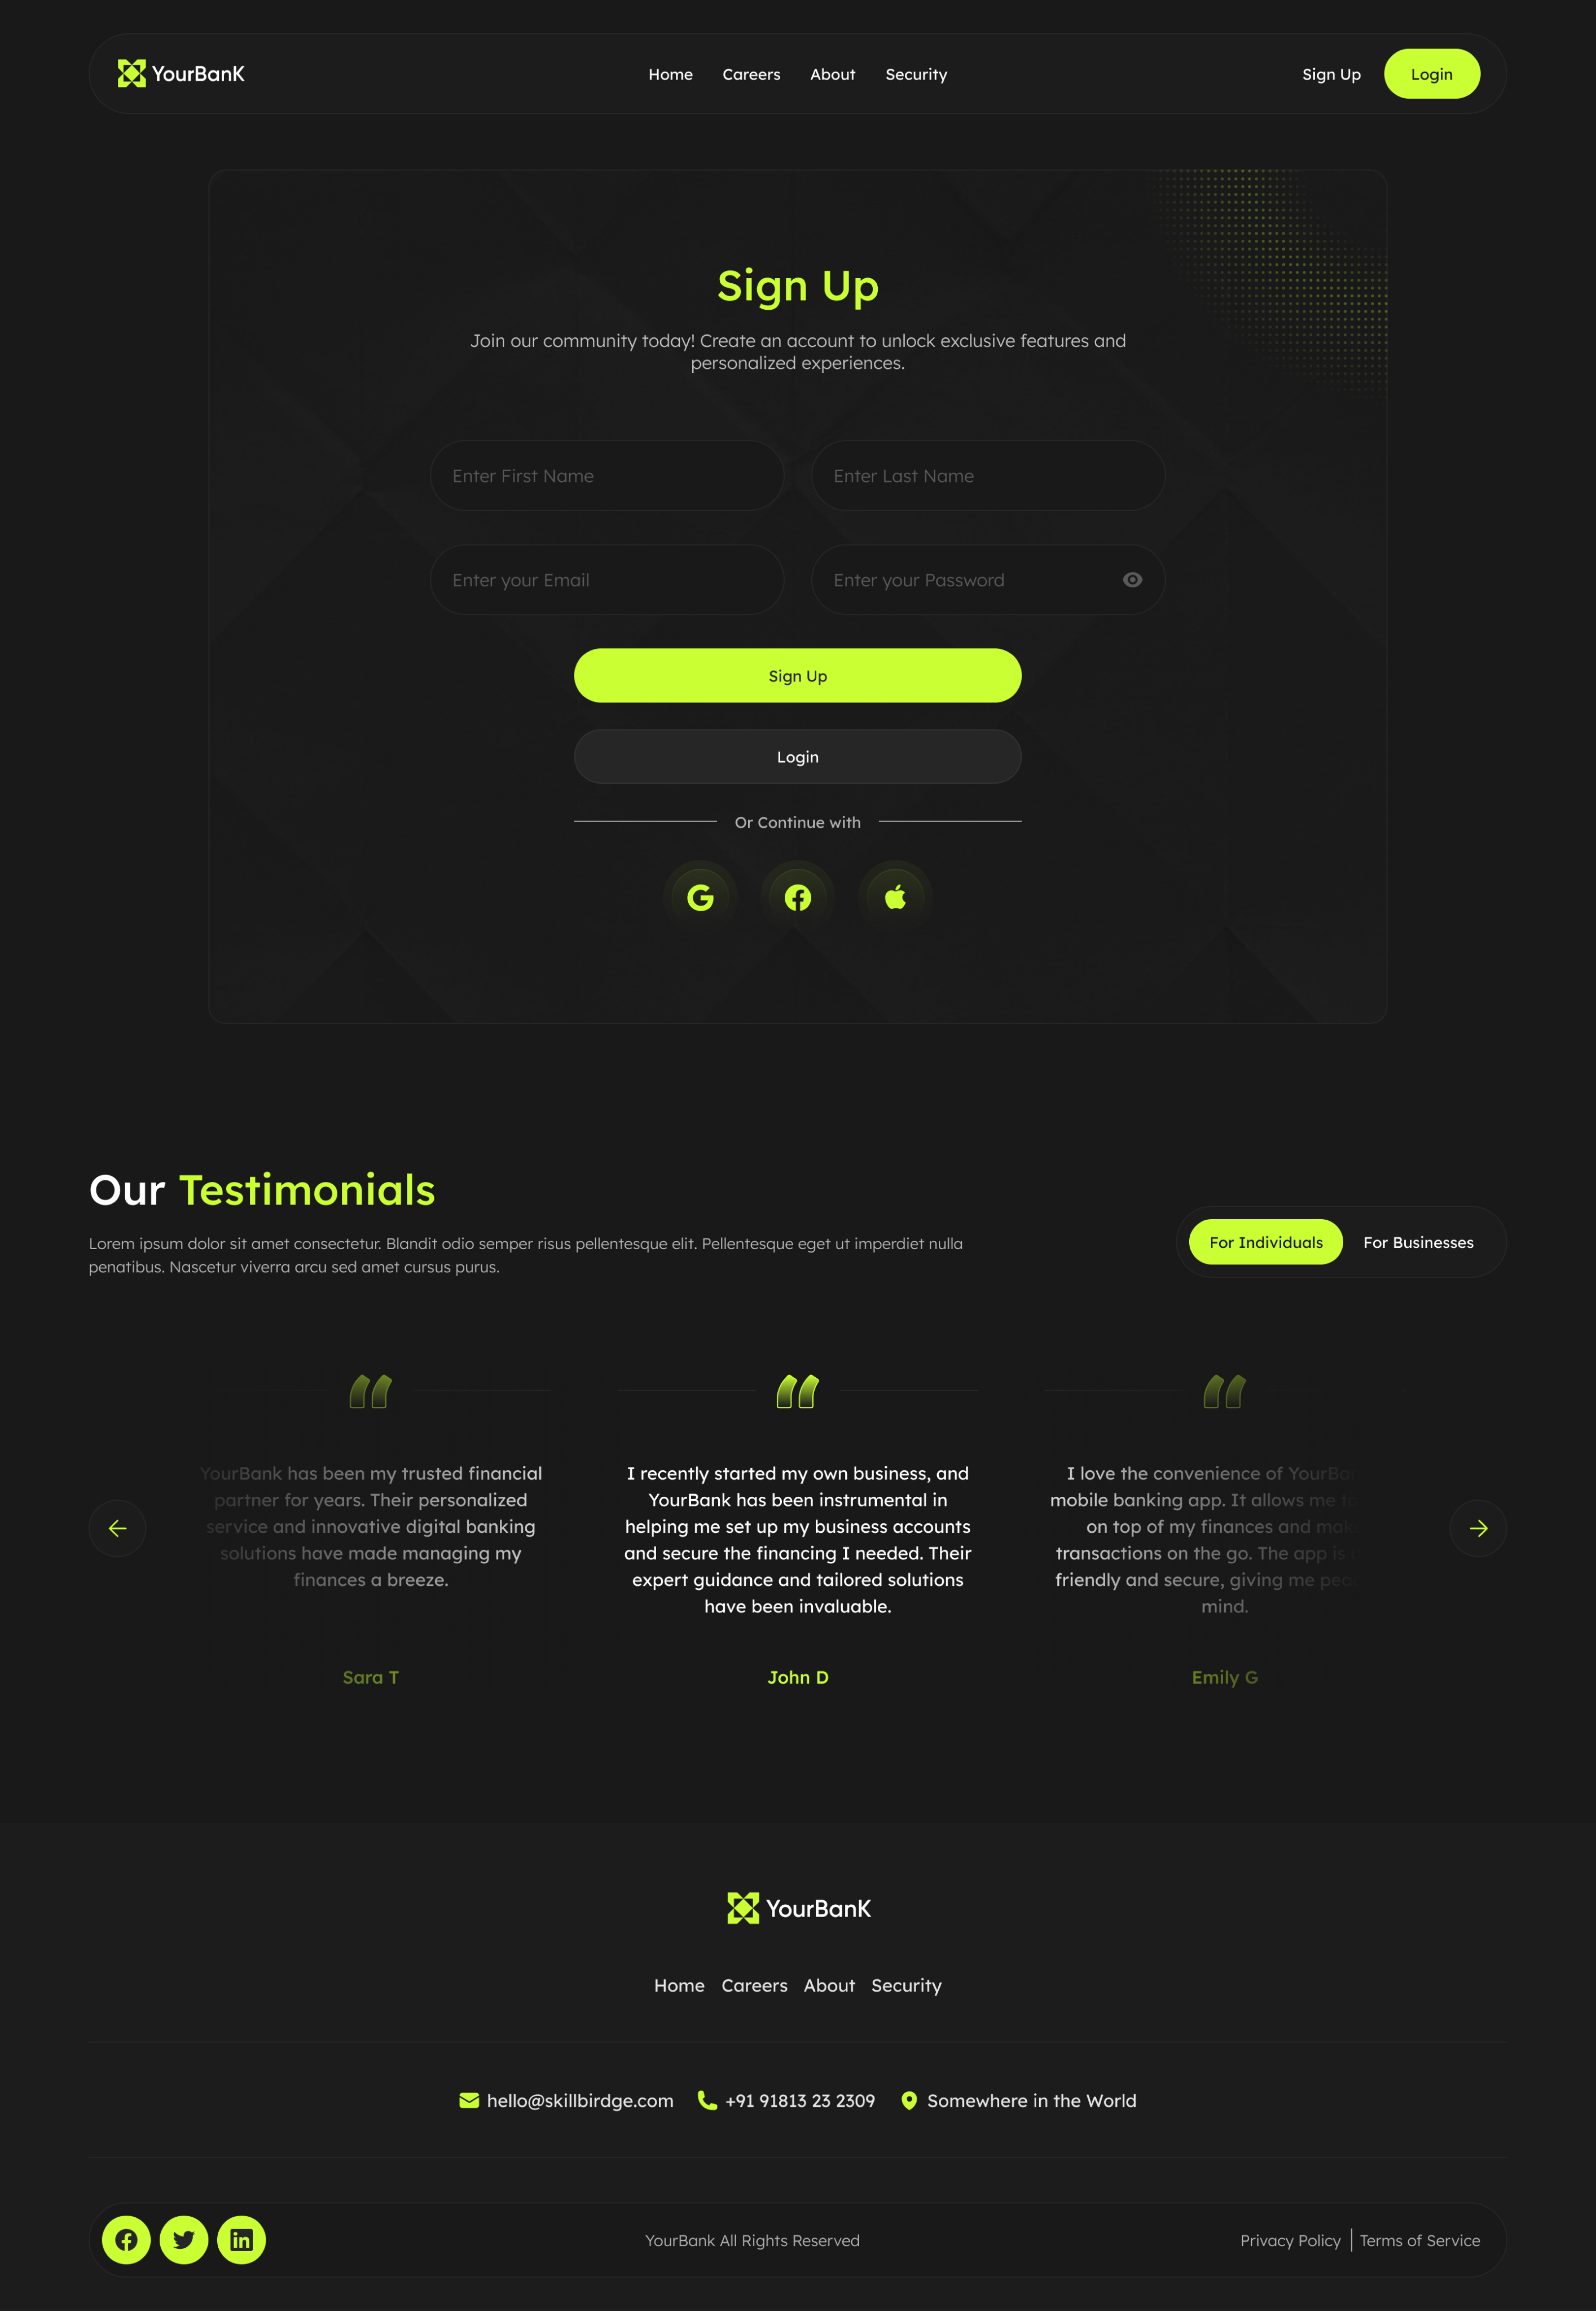 YourBanK
Home Careers About Security
Sign Up Login
Sign Up
Join our community today! Create an account to unlock exclusive features and
personalized experiences.
Enter First Name
Enter Last Name
Enter your Email
Enter your Password
Sign Up
Login
Or Continue with
Our Testimonials
Lorem ipsum dolor sit amet consectetur. Blandit odio semper risus pellentesque elit. Pellentesque eget ut imperdiet nulla
penatibus. Nascetur viverra arcu sed amet cursus purus.
For Individuals For Businesses
YourBank has been my trusted financial
partner for years. Their personalized
service and innovative digital banking
solutions have made managing my
finances a breeze.
Sara T
I recently started my own business, and
YourBank has been instrumental in
helping me set up my business accounts
and secure the financing I needed. Their
expert guidance and tailored solutions
have been invaluable.
John D
I love the convenience of
mobile banking app. It allows me
on top of my finances and
transactions on the go. The app is
friendly and secure, giving me
mind.
Emily G
YourBanK
Home Careers About Security
hello@skillbirdge.com
+91 91813 23 2309
Somewhere in the World
YourBank All Rights Reserved
Privacy Policy | Terms of Service